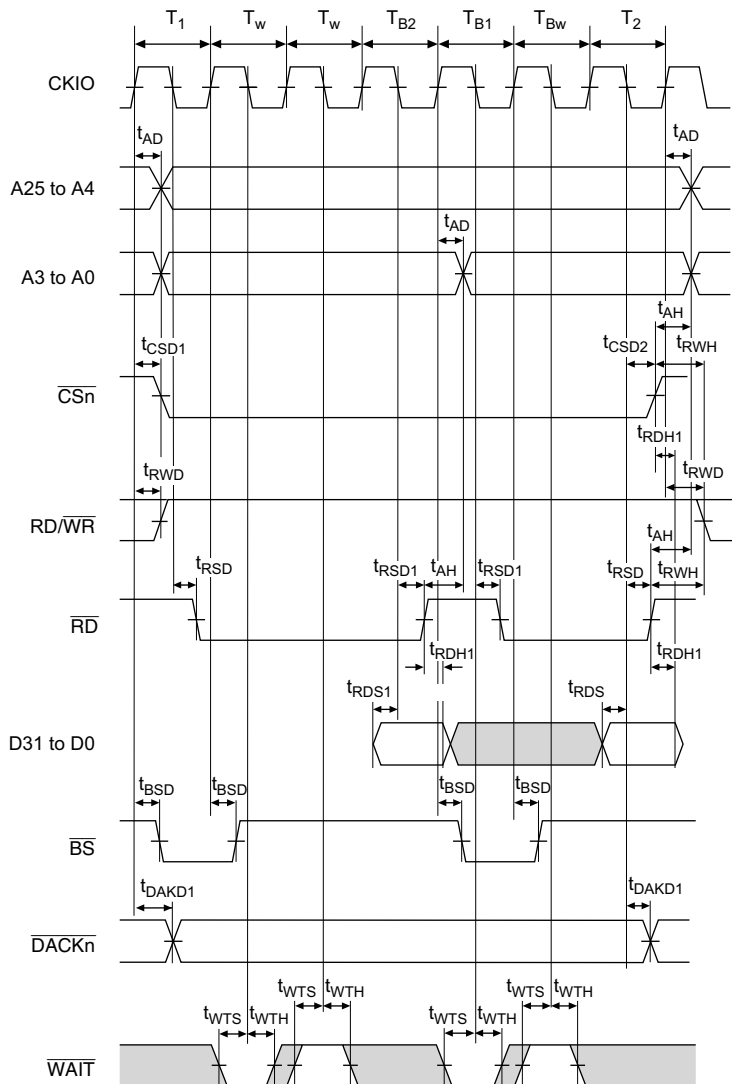 T1 Tw Tw TB2 TB1 TBw T2
CKIO
tAD tAD
A25 to A4
tAD
A3 to A0
tAH
tCSD1 tCSD2 tRWH
CSn
tRDH1
tRWD tRWD
RD/WR
tAH
tRSD tRSD1 tAH tRSD1 tRSD tRWH
RD
tRDH1 tRDH1
tRDS1 tRDS
D31 to D0
tBSD tBSD tBSD tBSD
BS
tDAKD1 tDAKD1
DACKn
tWTS tWTH tWTS tWTH
tWTS tWTH tWTS tWTH
WAIT